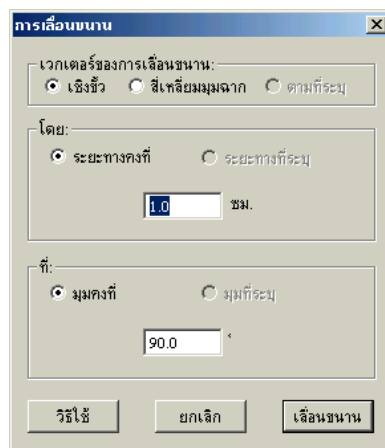 การเลื่อนขนาน
เวกเตอร์ของการเลื่อนขนาน:
เชิงขั้ว สี่เหลี่ยมมุมฉาก ตามที่ระบุ
โดย:
ระยะทางคงที่ ระยะทางที่ระบุ
1.0 ซม.
ที่:
มุมคงที่ มุมที่ระบุ
90.0 °
วิธีใช้ ยกเลิก เลื่อนขนาน